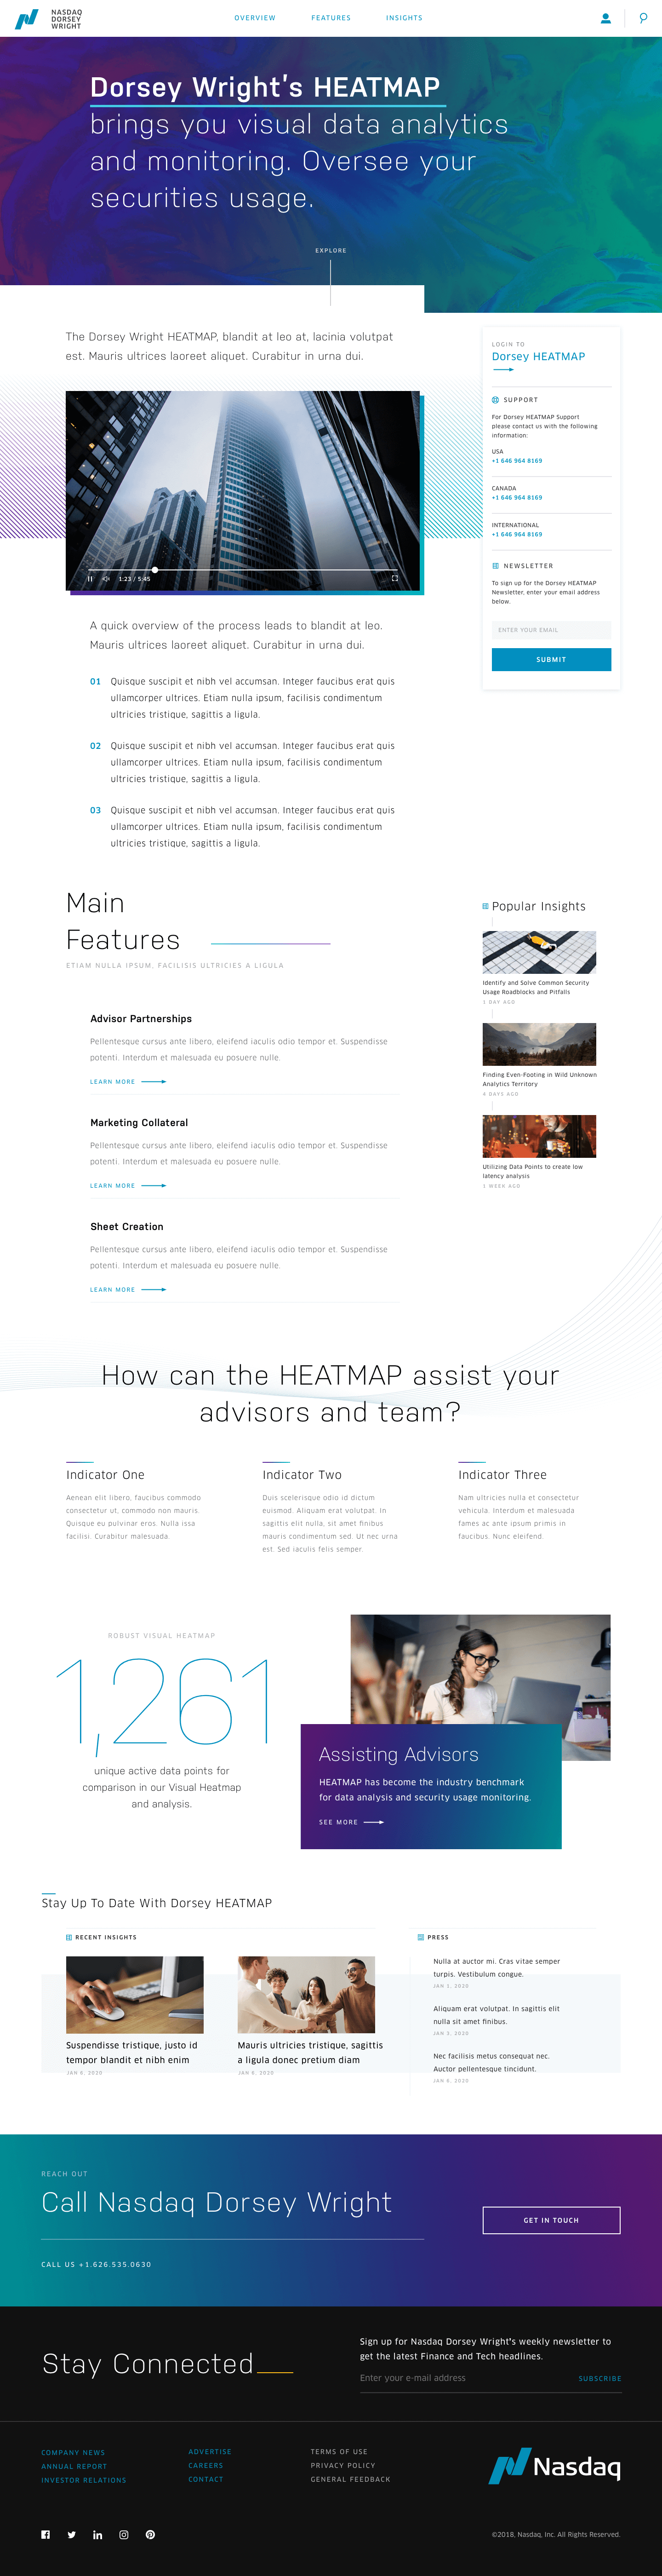 NASDAQ
DORSEY
WRIGHT
OVERVIEW
FEATURES
INSIGHTS
Dorsey Wright's HEATMAP
brings you visual data analytics
and monitoring. Oversee your
securities usage.
EXPLORE
The Dorsey Wright HEATMAP, blandit at leo at, lacinia volutpat
est. Mauris ultrices laoreet aliquet. Curabitur in urna dui.
1:23 / 5:45
LOGIN TO
Dorsey HEATMAP
SUPPORT
For Dorsey HEATMAP Support
please contact us with the following
information:
USA
+1 646 964 8169
CANADA
+1 646 964 8169
INTERNATIONAL
+1 646 964 8169
NEWSLETTER
To sign up for the Dorsey HEATMAP
Newsletter, enter your email address
below.
ENTER YOUR EMAIL
SUBMIT
A quick overview of the process leads to blandit at leo.
Mauris ultrices laoreet aliquet. Curabitur in urna dui.
01 Quisque suscipit et nibh vel accumsan. Integer faucibus erat quis
ullamcorper ultrices. Etiam nulla ipsum, facilisis condimentum
ultricies tristique, sagittis a ligula.
02 Quisque suscipit et nibh vel accumsan. Integer faucibus erat quis
ullamcorper ultrices. Etiam nulla ipsum, facilisis condimentum
ultricies tristique, sagittis a ligula.
03 Quisque suscipit et nibh vel accumsan. Integer faucibus erat quis
ullamcorper ultrices. Etiam nulla ipsum, facilisis condimentum
ultricies tristique, sagittis a ligula.
Main
Features
ETIAM NULLA IPSUM, FACILISIS ULTRICIES A LIGULA
Advisor Partnerships
Pellentesque cursus ante libero, eleifend iaculis odio tempor et. Suspendisse
potenti. Interdum et malesuada eu posuere nulle.
LEARN MORE
Marketing Collateral
Pellentesque cursus ante libero, eleifend iaculis odio tempor et. Suspendisse
potenti. Interdum et malesuada eu posuere nulle.
LEARN MORE
Sheet Creation
Pellentesque cursus ante libero, eleifend iaculis odio tempor et. Suspendisse
potenti. Interdum et malesuada eu posuere nulle.
LEARN MORE
Popular Insights
Identify and Solve Common Security
Usage Roadblocks and Pitfalls
1 DAY AGO
Finding Even-Footing in Wild Unknown
Analytics Territory
4 DAYS AGO
Utilizing Data Points to create low
latency analysis
1 WEEK AGO
How can the HEATMAP assist your
advisors and team?
Indicator One
Aenean elit libero, faucibus commodo
consectetur ut, commodo non mauris.
Quisque eu pulvinar eros. Nulla issa
facilisi. Curabitur malesuada.
Indicator Two
Duis scelerisque odio id dictum
euismod. Aliquam erat volutpat. In
sagittis elit nulla, sit amet finibus
mauris condimentum sed. Ut nec urna
est. Sed iaculis felis semper.
Indicator Three
Nam ultricies nulla et consectetur
vehicula. Interdum et malesuada
fames ac ante ipsum primis in
faucibus. Nunc eleifend.
ROBUST VISUAL HEATMAP
1,261
unique active data points for
comparison in our Visual Heatmap
and analysis.
Assisting Advisors
HEATMAP has become the industry benchmark
for data analysis and security usage monitoring.
SEE MORE
Stay Up To Date With Dorsey HEATMAP
RECENT INSIGHTS
Suspendisse tristique, justo id
tempor blandit et nibh enim
JAN 6, 2020
Mauris ultricies tristique, sagittis
a ligula donec pretium diam
JAN 6, 2020
PRESS
Nulla at auctor mi. Cras vitae semper
turpis. Vestibulum congue.
JAN 1, 2020
Aliquam erat volutpat. In sagittis elit
nulla sit amet finibus.
JAN 3, 2020
Nec facilisis metus consequat nec.
Auctor pellentesque tincidunt.
JAN 6, 2020
REACH OUT
Call Nasdaq Dorsey Wright
CALL US +1.626.535.0630
GET IN TOUCH
Stay Connected
Sign up for Nasdaq Dorsey Wright's weekly newsletter to
get the latest Finance and Tech headlines.
Enter your e-mail address
SUBSCRIBE
COMPANY NEWS
ANNUAL REPORT
INVESTOR RELATIONS
ADVERTISE
CAREERS
CONTACT
TERMS OF USE
PRIVACY POLICY
GENERAL FEEDBACK
Nasdaq
©2018, Nasdaq, Inc. All Rights Reserved.